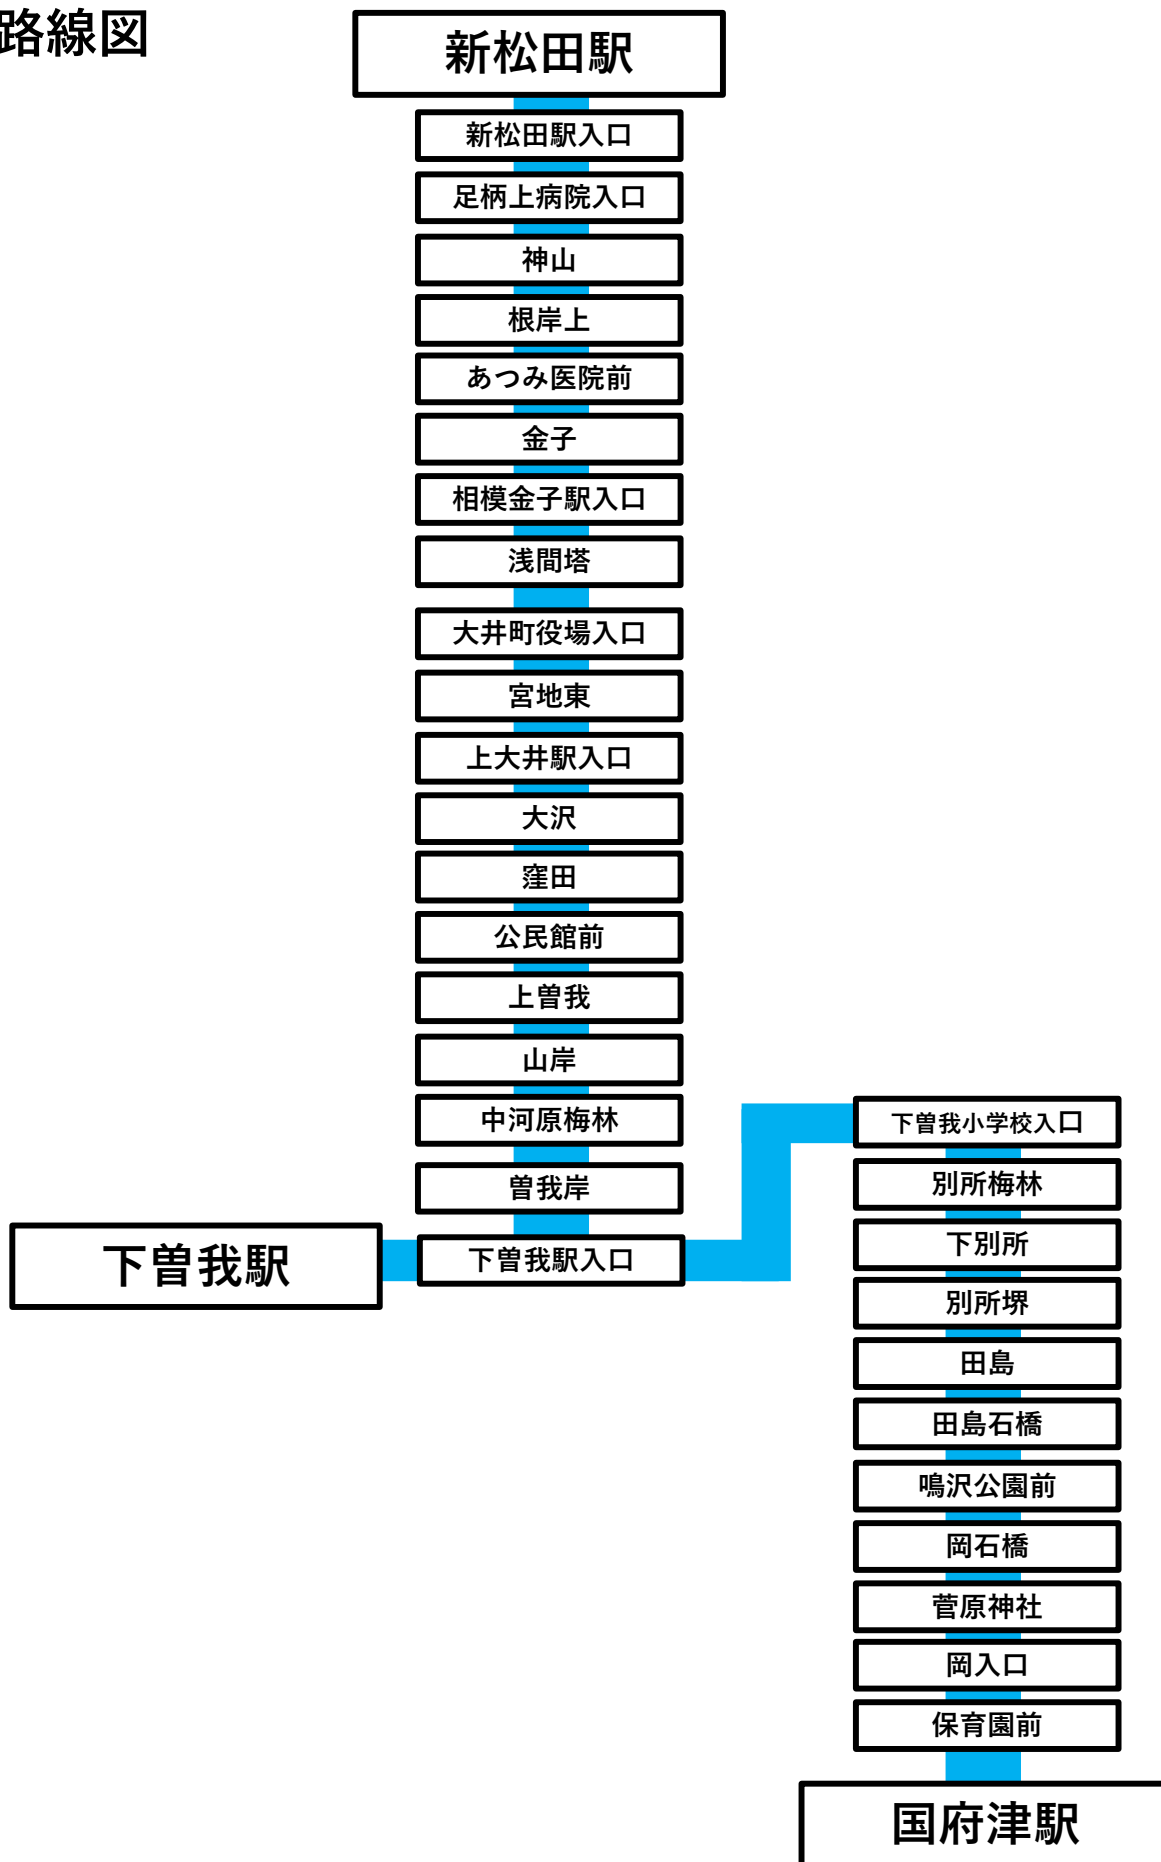 路線図
新松田駅
新松田駅入口
足柄上病院入口
神山
根岸上
あつみ医院前
金子
相模金子駅入口
浅間塔
大井町役場入口
宮地東
上大井駅入口
大沢
窪田
公民館前
上曽我
山岸
中河原梅林
曽我岸
下曽我駅
下曽我駅入口
下曽我小学校入口
別所梅林
下別所
別所堺
田島
田島石橋
鳴沢公園前
岡石橋
菅原神社
岡入口
保育園前
国府津駅